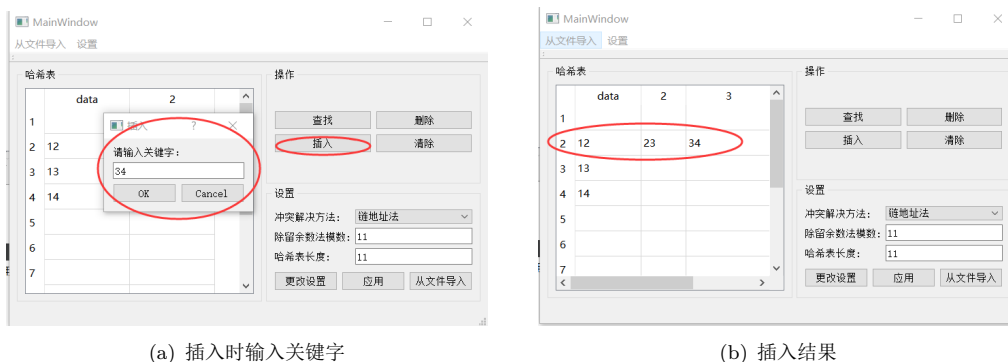 MainWindow
从文件导入 设置
哈希表
data 2
1
2 12
3 13
4 14
5
6
7
插入 ?
请输入关键字:
34
OK Cancel
操作
查找 删除
插入 清除
设置
冲突解决方法: 链地址法
除留余数法模数: 11
哈希表长度: 11
更改设置 应用 从文件导入
(a) 插入时输入关键字
MainWindow
从文件导入 设置
哈希表
data 2 3
1
2 12 23 34
3 13
4 14
5
6
7
操作
查找 删除
插入 清除
设置
冲突解决方法: 链地址法
除留余数法模数: 11
哈希表长度: 11
更改设置 应用 从文件导入
(b) 插入结果